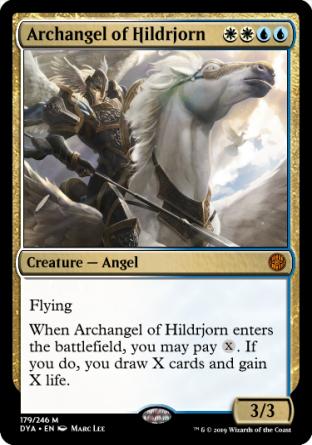 Archangel of Hildrjorn
Creature — Angel
Flying
When Archangel of Hildrjorn enters
the battlefield, you may pay X. If
you do, you draw X cards and gain
X life.
3/3
179/246 M
DYA • EN Marc Lee
™ & © 2019 Wizards of the Coast